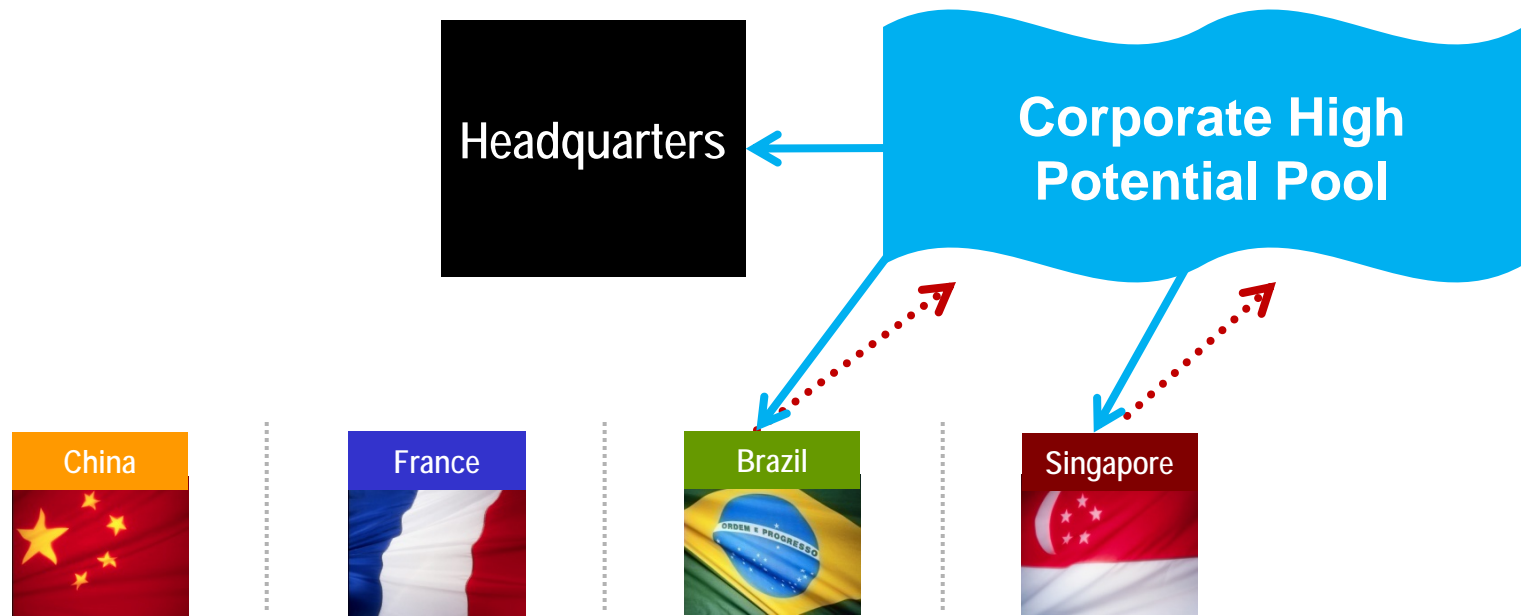 Headquarters
Corporate High
Potential Pool
China
France
Brazil
Singapore
ORDEM E PROGRESSO